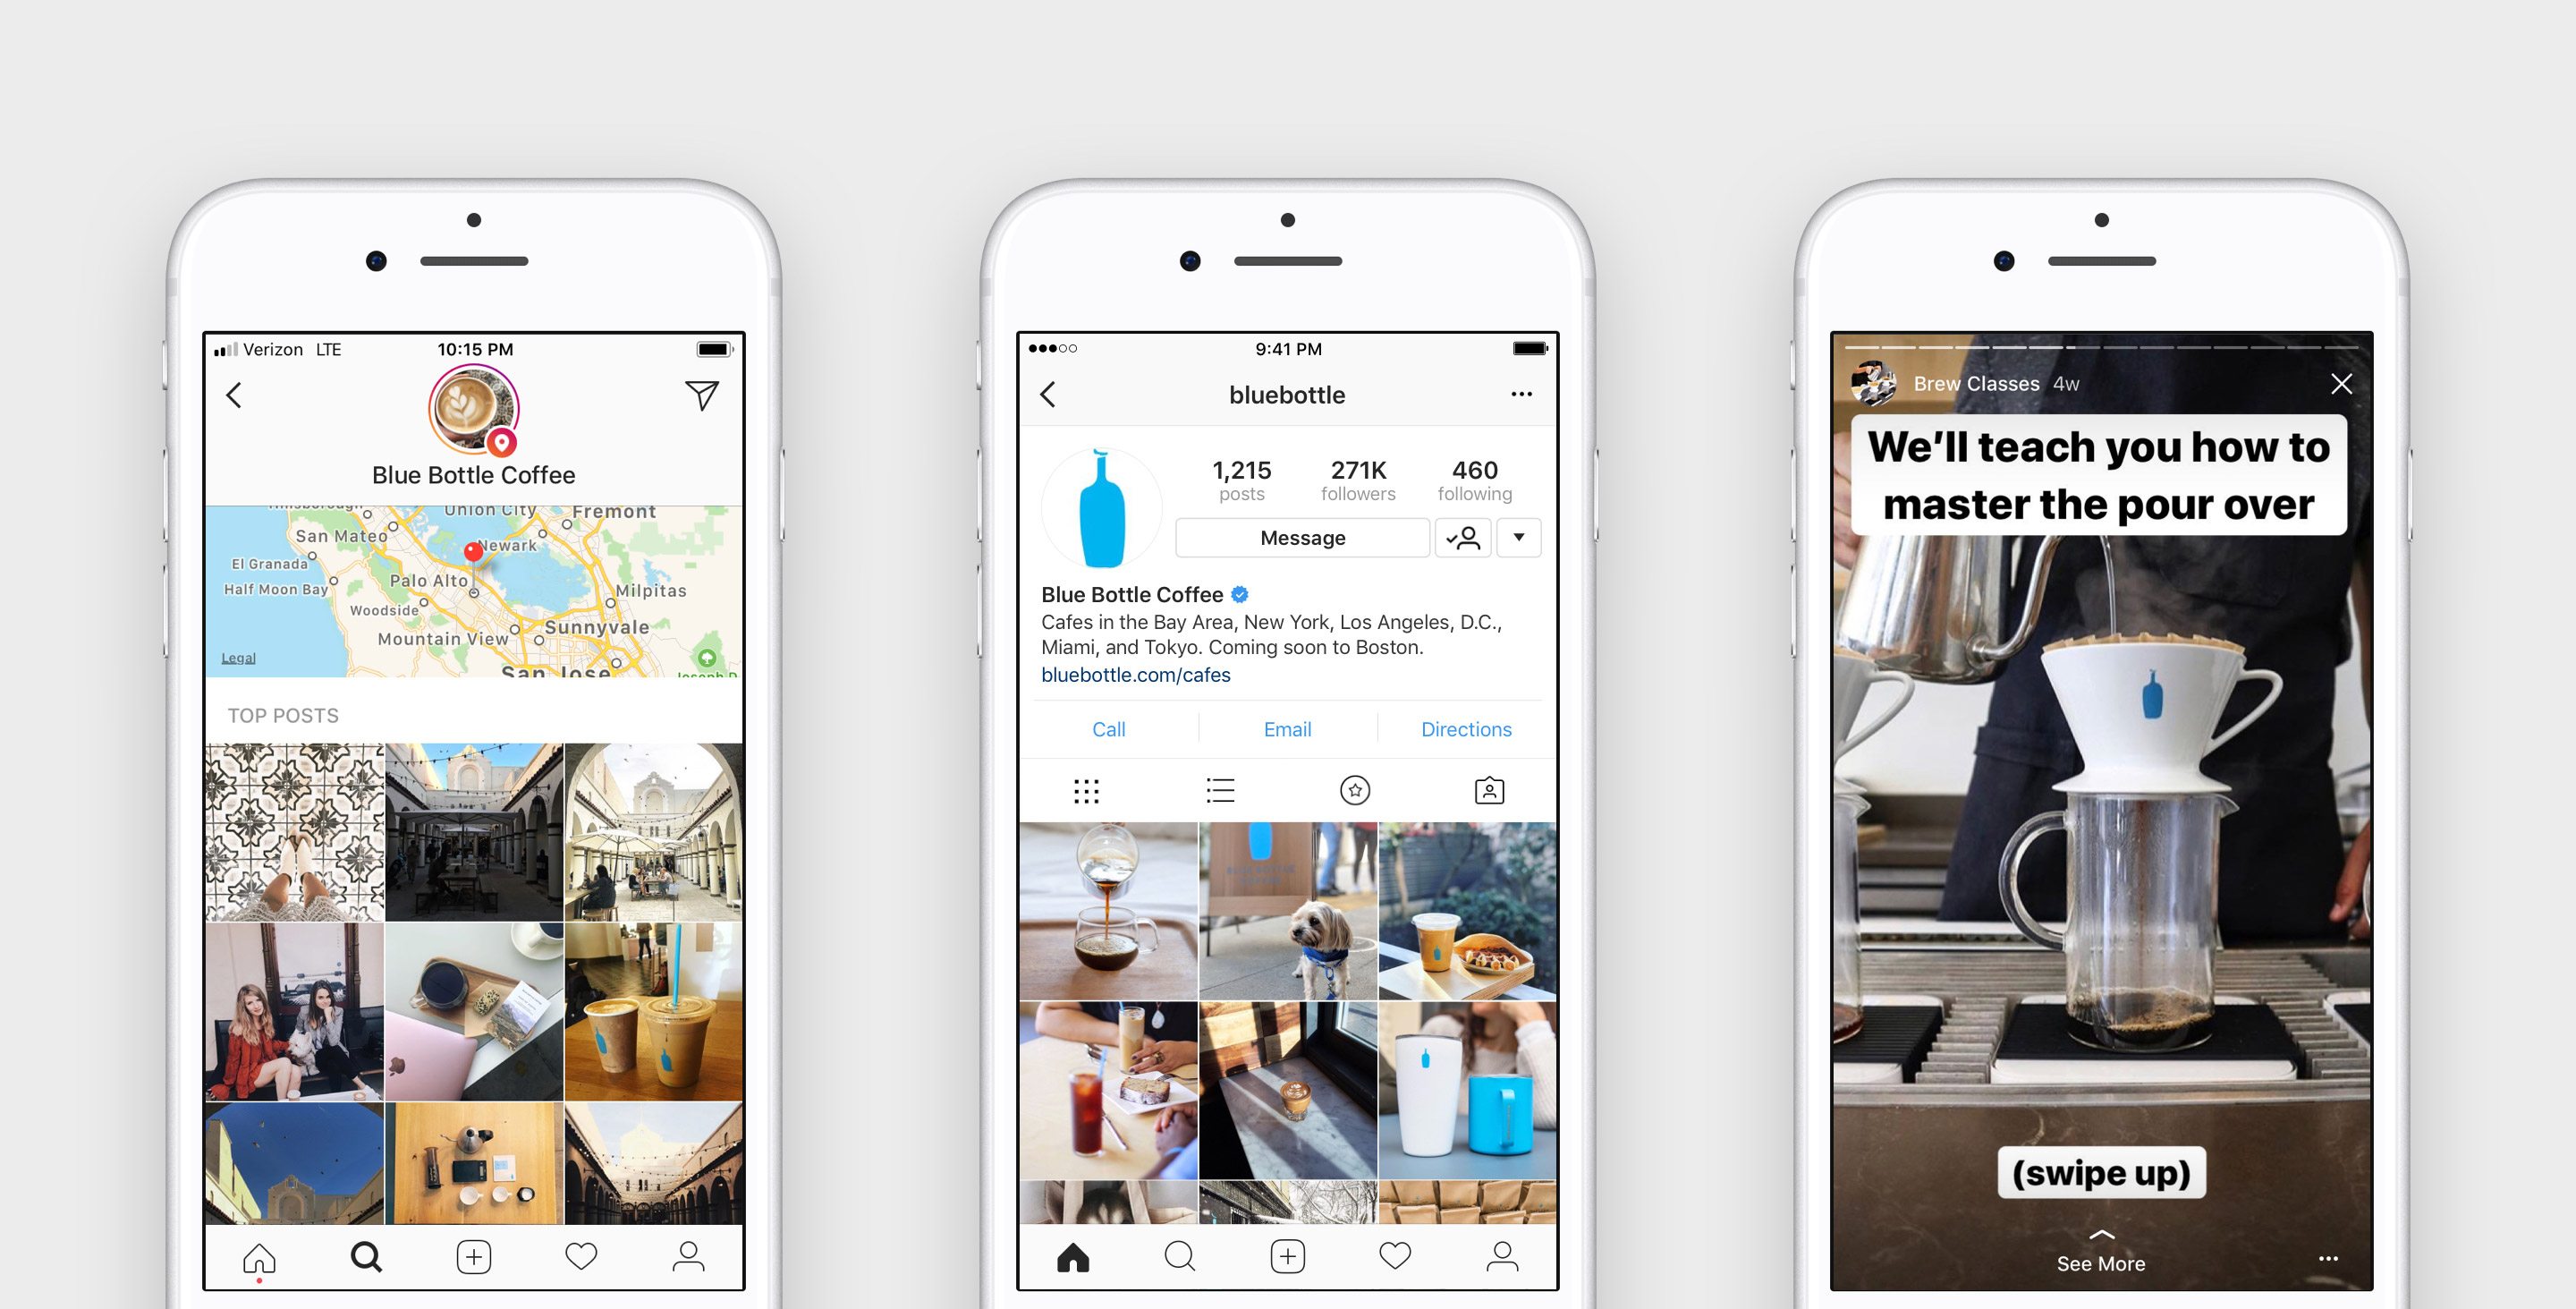 Verizon LTE
10:15 PM
Blue Bottle Coffee
Union City
Fremont
San Mateo
Newark
El Granada
Palo Alto
Half Moon Bay
Milpitas
Woodside
Sunnyvale
Mountain View
Legal
San Jose
Joseph D
TOP POSTS
9:41 PM
bluebottle
1,215
271K
460
posts
followers
following
Message
Blue Bottle Coffee
Cafes in the Bay Area, New York, Los Angeles, D.C.,
Miami, and Tokyo. Coming soon to Boston.
bluebottle.com/cafes
Call
Email
Directions
Brew Classes 4w
We’ll teach you how to
master the pour over
(swipe up)
See More